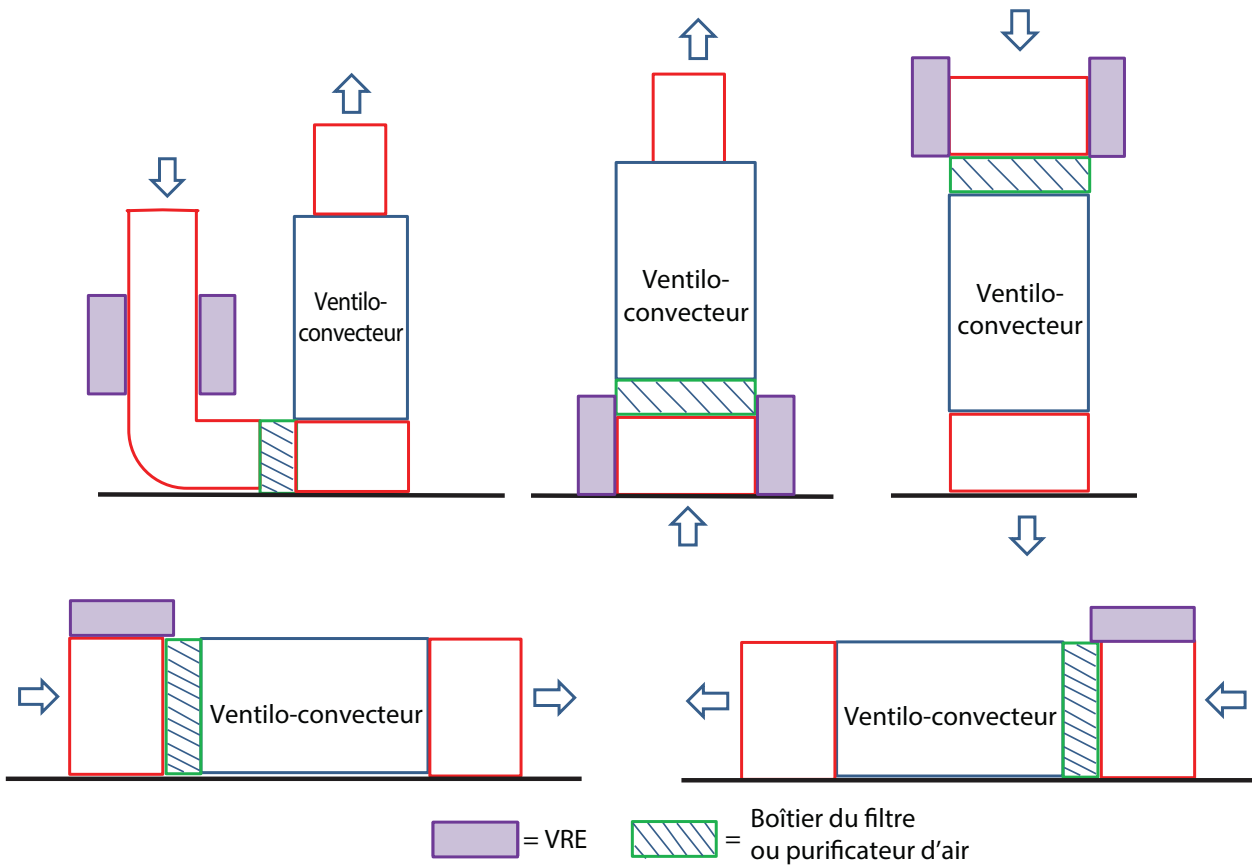 Ventilo-
convecteur
Ventilo-
convecteur
Ventilo-
convecteur
Ventilo-convecteur
Ventilo-convecteur
= VRE
= Boîtier du filtre
ou purificateur d'air